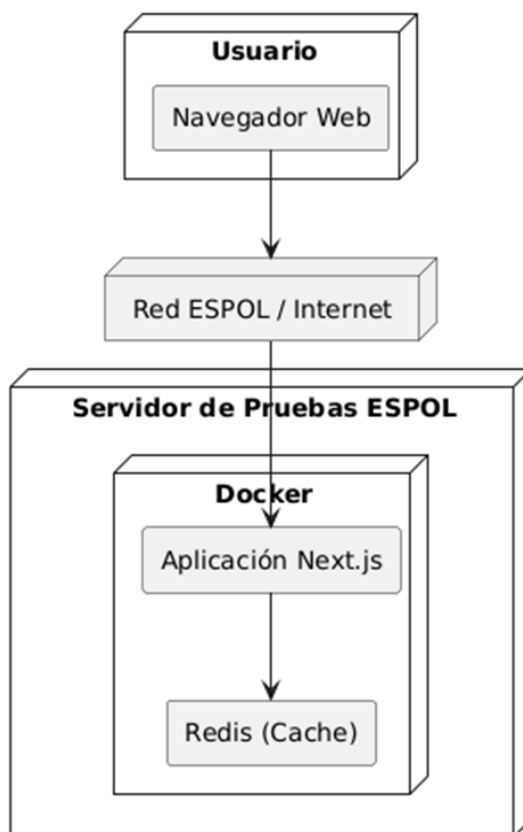 Usuario
Navegador Web
Red ESPOL / Internet
Servidor de Pruebas ESPOL
Docker
Aplicación Next.js
Redis (Cache)